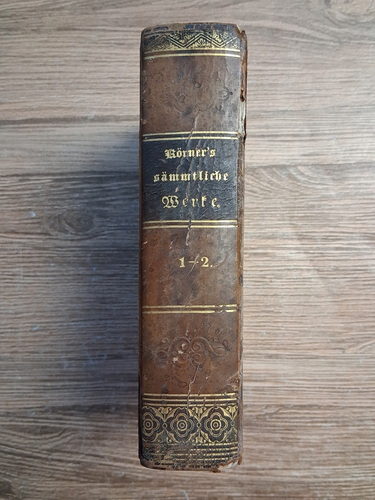 Körner's
sämmtliche
Werke.
1-2.